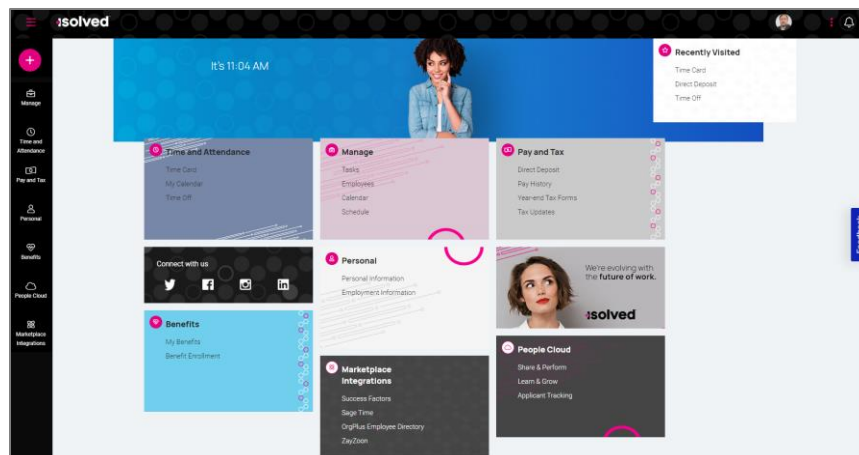 isolved
It's 11:04 AM
Recently Visited
Time Card
Direct Deposit
Time Off
Manage
Time and
Attendance
Pay and Tax
Personal
Benefits
People Cloud
Marketplace
Integrations
Time and Attendance
Time Card
My Calendar
Time Off
Manage
Tasks
Employees
Calendar
Schedule
Pay and Tax
Direct Deposit
Pay History
Year-end Tax Forms
Tax Updates
Connect with us
Personal
Personal Information
Employment Information
We're evolving with
the future of work.
isolved
Benefits
My Benefits
Benefit Enrollment
Marketplace
Integrations
Success Factors
Sage Time
OrgPlus Employee Directory
ZayZoon
People Cloud
Share & Perform
Learn & Grow
Applicant Tracking